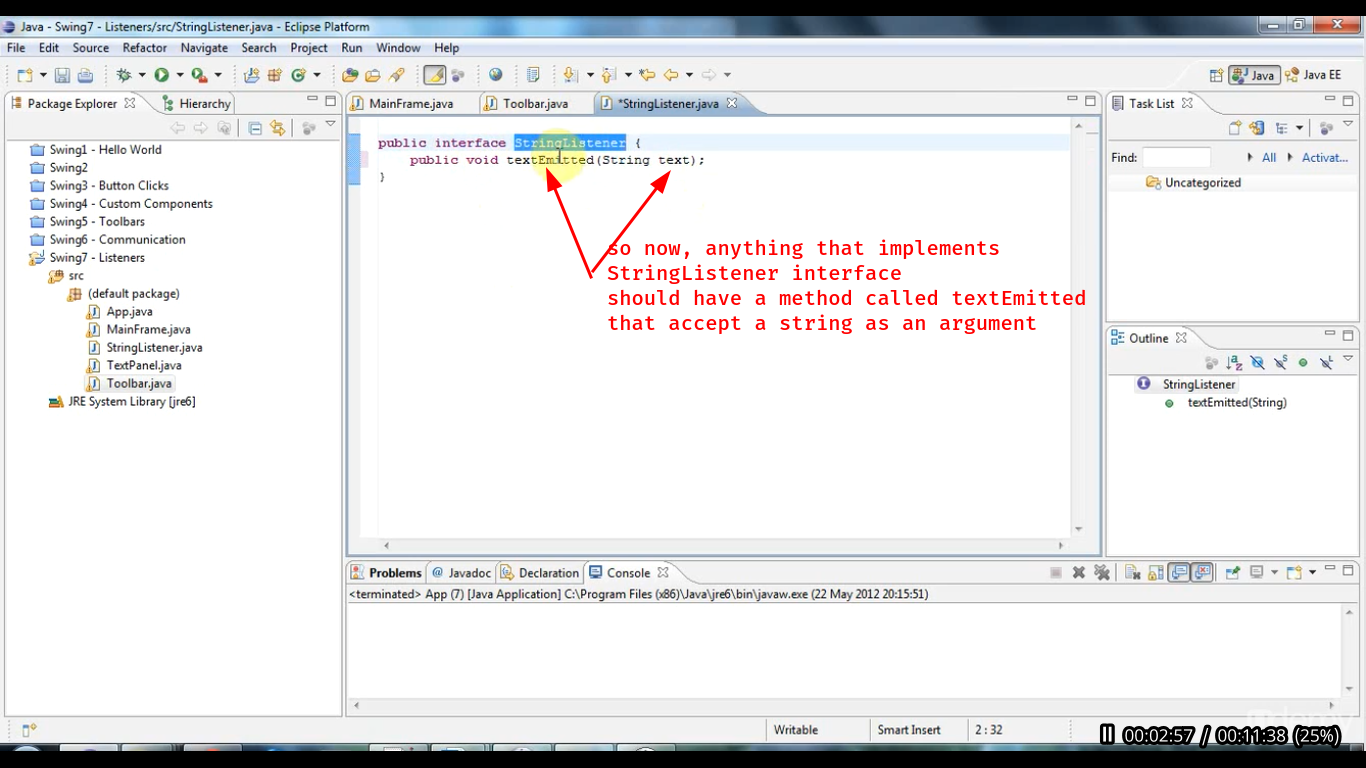 Java - Swing7 - Listeners/src/StringListener.java - Eclipse Platform
File Edit Source Refactor Navigate Search Project Run Window Help
Java Java EE
Package Explorer Hierarchy
Swing1 - Hello World
Swing2
Swing3 - Button Clicks
Swing4 - Custom Components
Swing5 - Toolbars
Swing6 - Communication
Swing7 - Listeners
src
(default package)
App.java
MainFrame.java
StringListener.java
TextPanel.java
Toolbar.java
JRE System Library [jre6]
MainFrame.java Toolbar.java *StringListener.java
public interface StringListener {
public void textEmitted(String text);
}
so now, anything that implements
StringListener interface
should have a method called textEmitted
that accept a string as an argument
Task List
Find: All Activat...
Uncategorized
Outline
StringListener
textEmitted(String)
Problems @ Javadoc Declaration Console
<terminated> App (7) [Java Application] C:\Program Files (x86)\Java\jre6\bin\javaw.exe (22 May 2012 20:15:51)
Writable Smart Insert 2 : 32
00:02:57 / 00:11:38 (25%)